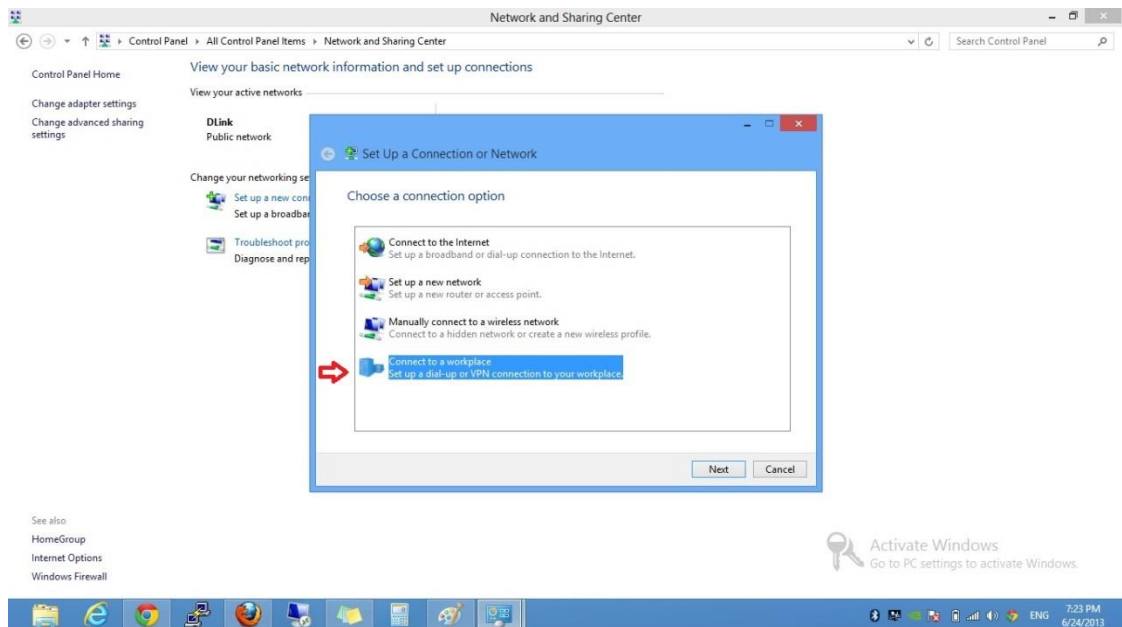 Network and Sharing Center
Control Panel All Control Panel Items Network and Sharing Center
Search Control Panel
Control Panel Home
Change adapter settings
Change advanced sharing
settings
View your basic network information and set up connections
View your active networks
DLink
Public network
Change your networking se
Set up a new con
Set up a broadbar
Troubleshoot pro
Diagnose and rep
Set Up a Connection or Network
Choose a connection option
Connect to the Internet
Set up a broadband or dial-up connection to the Internet.
Set up a new network
Set up a new router or access point.
Manually connect to a wireless network
Connect to a hidden network or create a new wireless profile.
Connect to a workplace
Set up a dial-up or VPN connection to your workplace.
Next Cancel
See also
HomeGroup
Internet Options
Windows Firewall
Activate Windows
Go to PC settings to activate Windows.
ENG
7:23 PM
6/24/2013